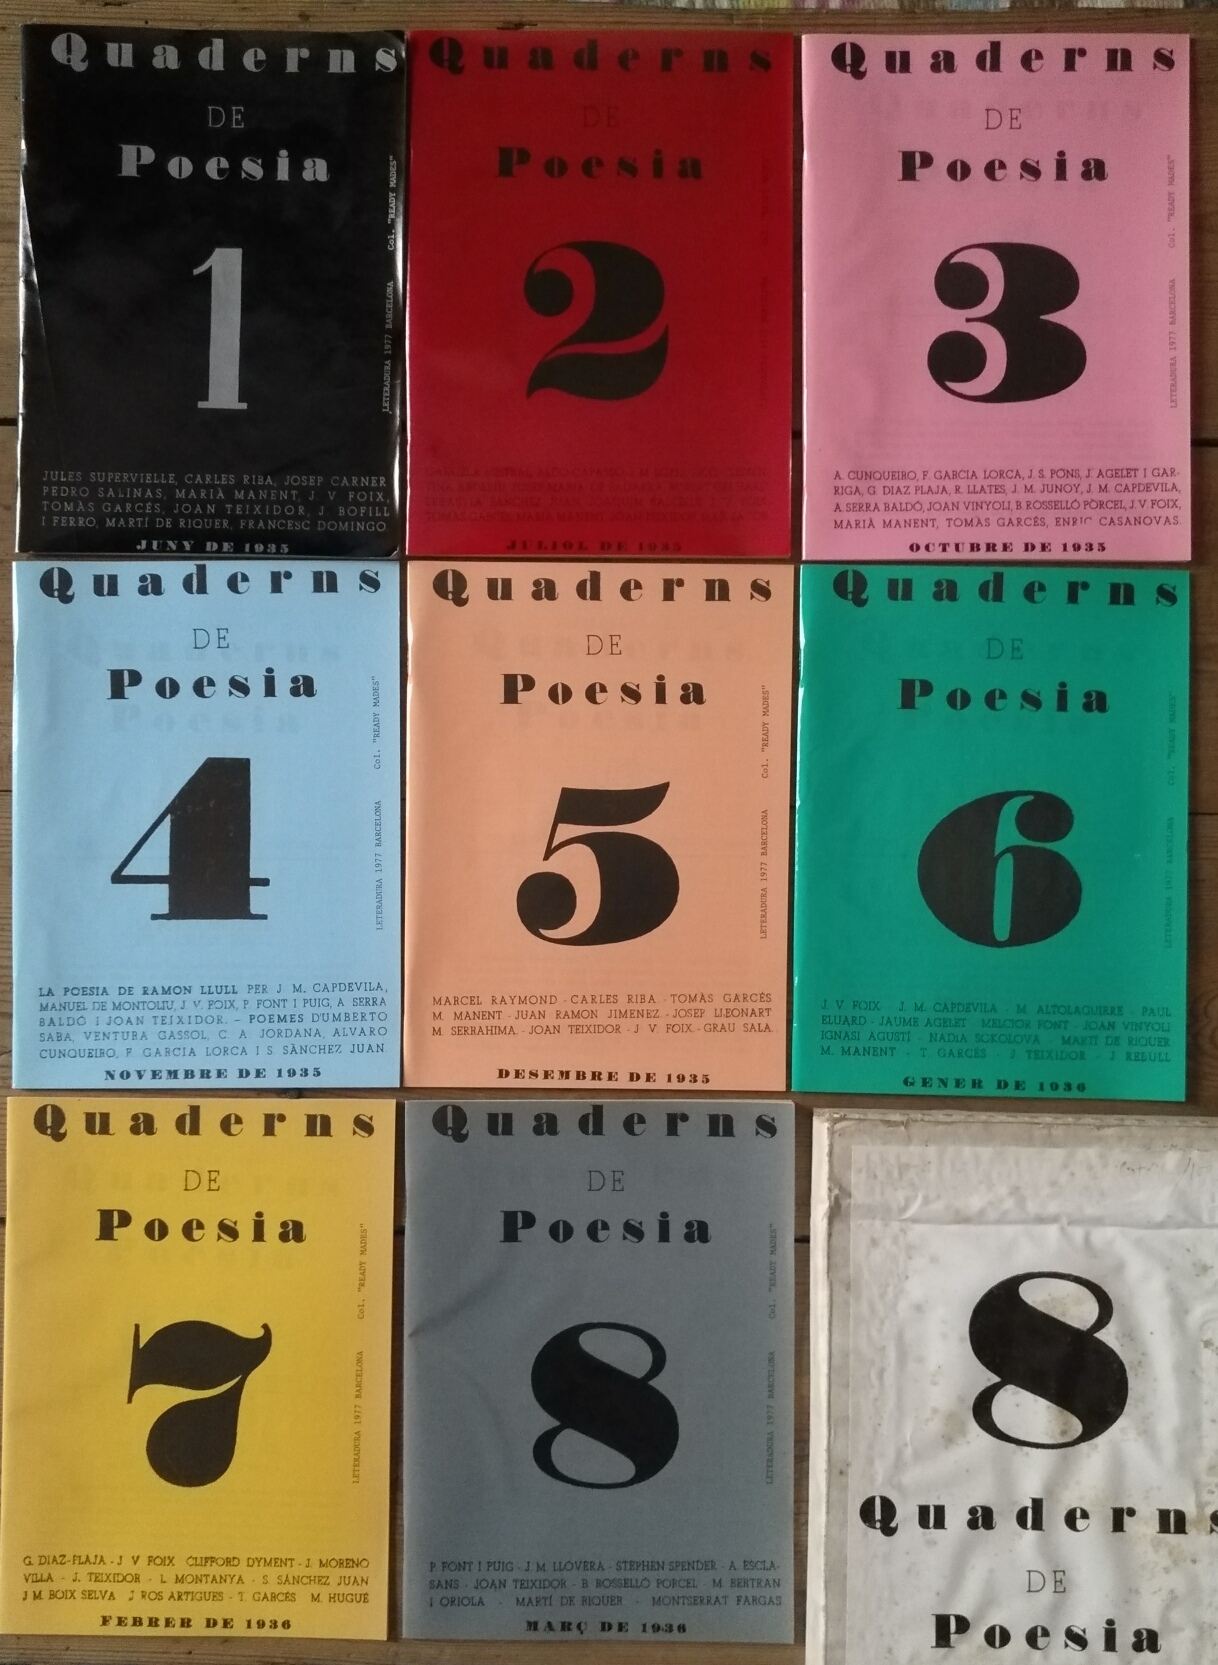 Quaderns
DE
Poesia
1
Col. "READY MADES"
LETERADURA 1977 BARCELONA
JULES SUPERVIELLE, CARLES RIBA, JOSEP CARNER
PEDRO SALINAS, MARIÀ MANENT, J. V. FOIX,
TOMÀS GARCÉS, JOAN TEIXIDOR, J. BOFILL
I FERRO, MARTÍ DE RIQUER, FRANCESC DOMINGO
JUNY DE 1935
Quaderns
DE
Poesia
2
JULIOL DE 1935
Quaderns
DE
Poesia
3
Col. "READY MADES"
LETERADURA 1977 BARCELONA
A. CUNQUEIRO, F. GARCIA LORCA, J. S. PONS, J. AGELET I GAR-
RIGA, G. DIAZ PLAJA, R. LLATES, J. M. JUNOY, J. M. CAPDEVILA,
A. SERRA BALDÓ, JOAN VINYOLI, B. ROSSELLÓ PÒRCEL, J. V. FOIX,
MARIÀ MANENT, TOMÀS GARCÉS, ENRIC CASANOVAS.
OCTUBRE DE 1935
Quaderns
DE
Poesia
4
Col. "READY MADES"
LETERADURA 1977 BARCELONA
LA POESIA DE RAMON LLULL PER J. M. CAPDEVILA,
MANUEL DE MONTOLIU, J. V. FOIX, P. FONT I PUIG, A. SERRA
BALDÓ I JOAN TEIXIDOR. – POEMES D'UMBERTO
SABA, VENTURA GASSOL, C. A. JORDANA, ALVARO
CUNQUEIRO, F. GARCIA LORCA I S. SÀNCHEZ JUAN.
NOVEMBRE DE 1935
Quaderns
DE
Poesia
5
Col. "READY MADES"
LETERADURA 1977 BARCELONA
MARCEL RAYMOND - CARLES RIBA - TOMÀS GARCÉS
M. MANENT - JUAN RAMON JIMENEZ - JOSEP LLEONART
M. SERRAHIMA - JOAN TEIXIDOR - J. V. FOIX - GRAU SALA.
DESEMBRE DE 1935
Quaderns
DE
Poesia
6
Col. "READY MADES"
LETERATURA 1977 BARCELONA
J. V. FOIX - J. M. CAPDEVILA - M. ALTOLAGUIRRE - PAUL
ELUARD - JAUME AGELET - MELCIOR FONT - JOAN VINYOLI
IGNASI AGUSTÍ - NADIA SOKOLOVA - MARTÍ DE RIQUER
M. MANENT - T. GARCÉS - J. TEIXIDOR - J. REBULL
GENER DE 1936
Quaderns
DE
Poesia
7
Col. "READY MADES"
LETERADURA 1977 BARCELONA
G. DIAZ-PLAJA - J. V. FOIX CLIFFORD DYMENT - J. MORENO
VILLA - J. TEIXIDOR - L. MONTANYA - S. SÀNCHEZ JUAN
J. M. BOIX SELVA J. ROS ARTIGUES - T. GARCÉS M. HUGUÉ
FEBRER DE 1936
Quaderns
DE
Poesia
8
Col. "READY MADES"
LETERADURA 1977 BARCELONA
P. FONT I PUIG - J. M. LLOVERA - STEPHEN SPENDER - A. ESCLA-
SANS - JOAN TEIXIDOR - B. ROSSELLÓ PORCEL - M. BERTRAN
I ORIOLA - MARTÍ DE RIQUER - MONTSERRAT FARGAS
MARÇ DE 1936
8
Quaderns
DE
Poesia